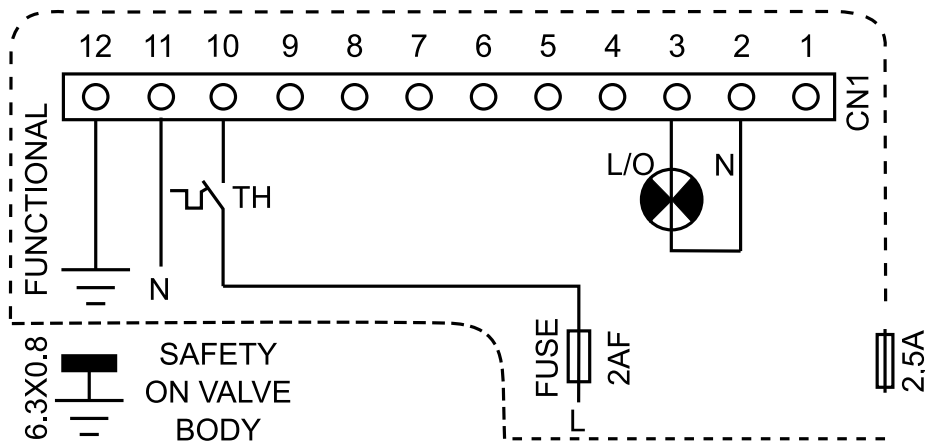 12 11 10 9 8 7 6 5 4 3 2 1
CN1
FUNCTIONAL
L/O
N
TH
N
FUSE
2AF
L
2,5A
6.3X0.8
SAFETY
ON VALVE
BODY